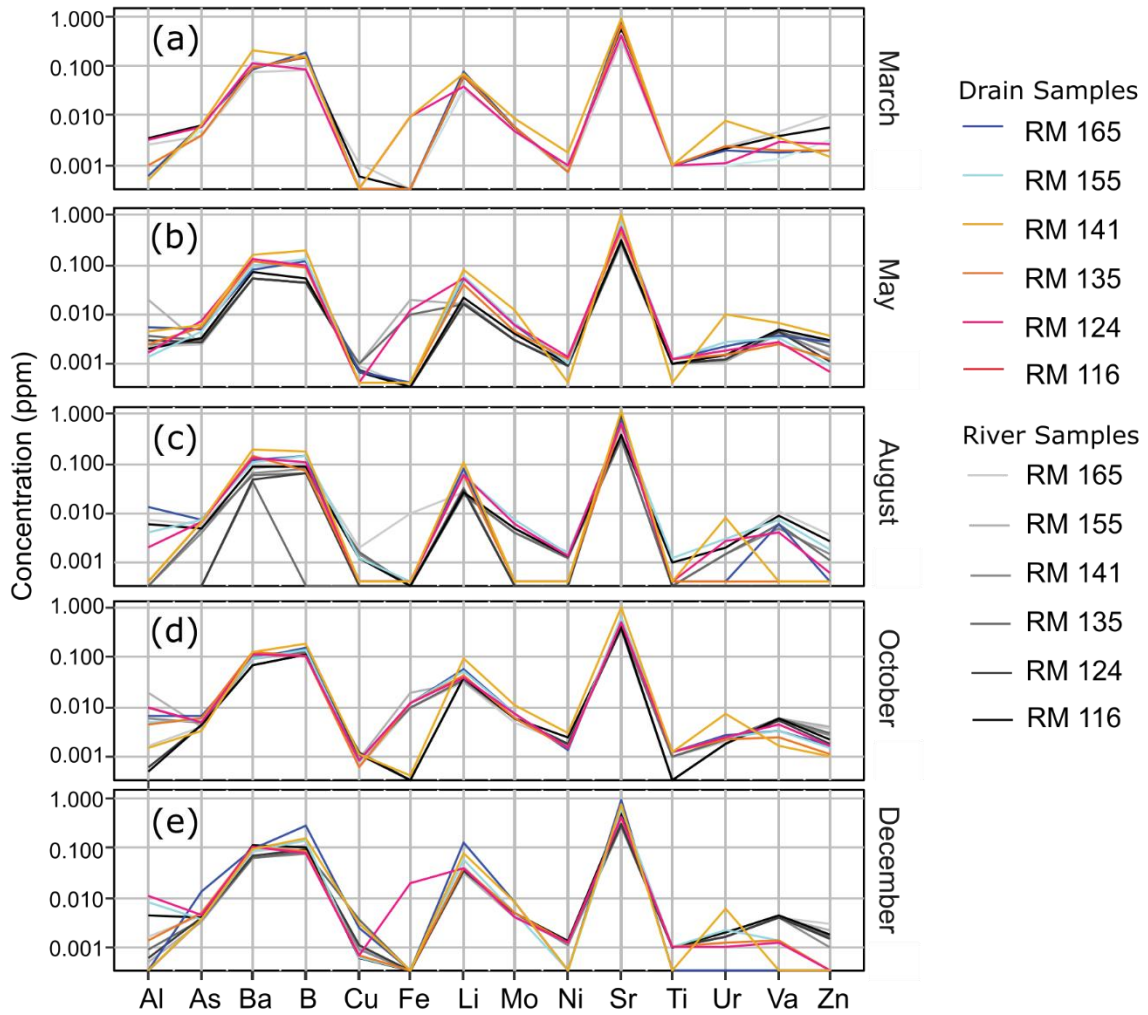 Concentration (ppm)
1.000
0.100
0.010
0.001
(a)
March
1.000
0.100
0.010
0.001
(b)
May
1.000
0.100
0.010
0.001
(c)
August
1.000
0.100
0.010
0.001
(d)
October
1.000
0.100
0.010
0.001
(e)
December
Al As Ba B Cu Fe Li Mo Ni Sr Ti Ur Va Zn
Drain Samples
RM 165
RM 155
RM 141
RM 135
RM 124
RM 116
River Samples
RM 165
RM 155
RM 141
RM 135
RM 124
RM 116